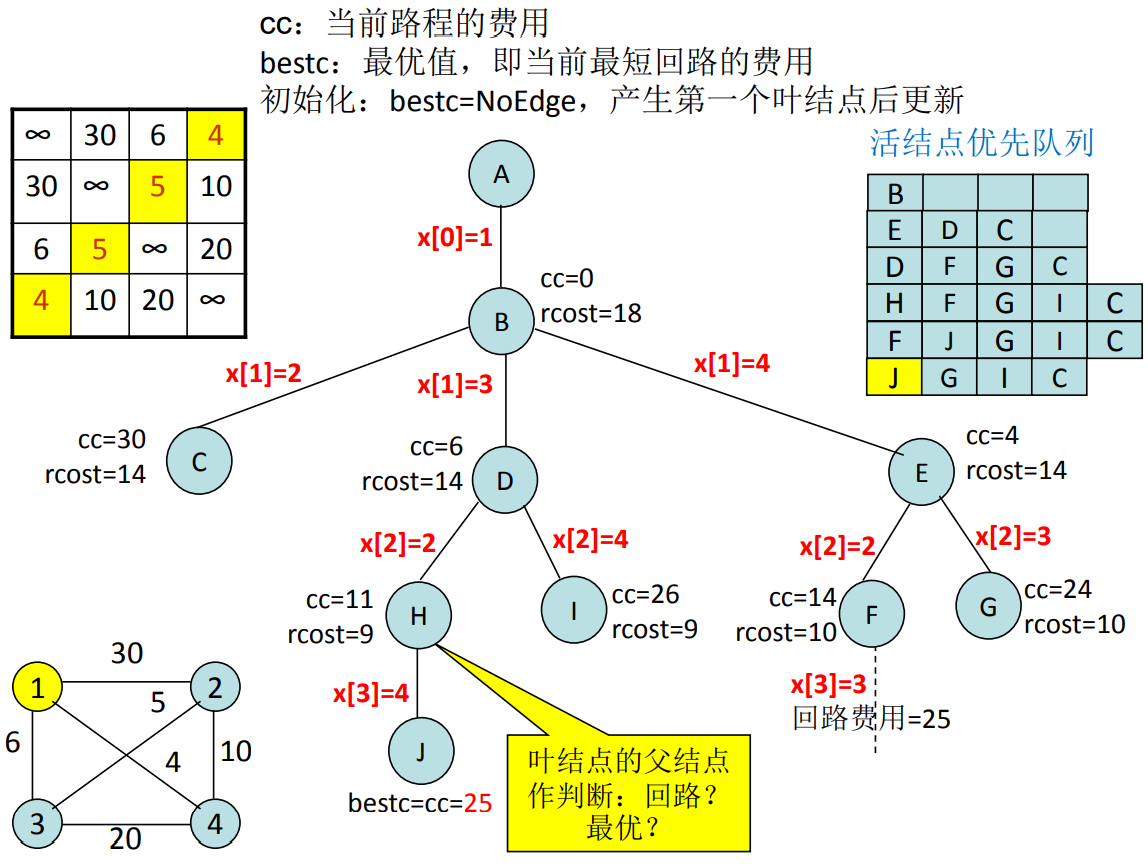 cc：当前路程的费用
bestc：最优值，即当前最短回路的费用
初始化：bestc=NoEdge，产生第一个叶结点后更新
∞ 30 6 4
30 ∞ 5 10
6 5 ∞ 20
4 10 20 ∞
活结点优先队列
B
E D C
D F G C
H F G I C
F J G I C
J G I C
A
x[0]=1
B
cc=0
rcost=18
x[1]=2
x[1]=3
x[1]=4
cc=30
rcost=14
C
cc=6
rcost=14
D
E
cc=4
rcost=14
x[2]=2
x[2]=4
x[2]=2
x[2]=3
cc=11
rcost=9
H
I
cc=26
rcost=9
cc=14
rcost=10
F
G
cc=24
rcost=10
x[3]=4
J
bestc=cc=25
x[3]=3
回路费用=25
叶结点的父结点
作判断：回路？
最优？
30
1
2
5
6
4
10
3
4
20